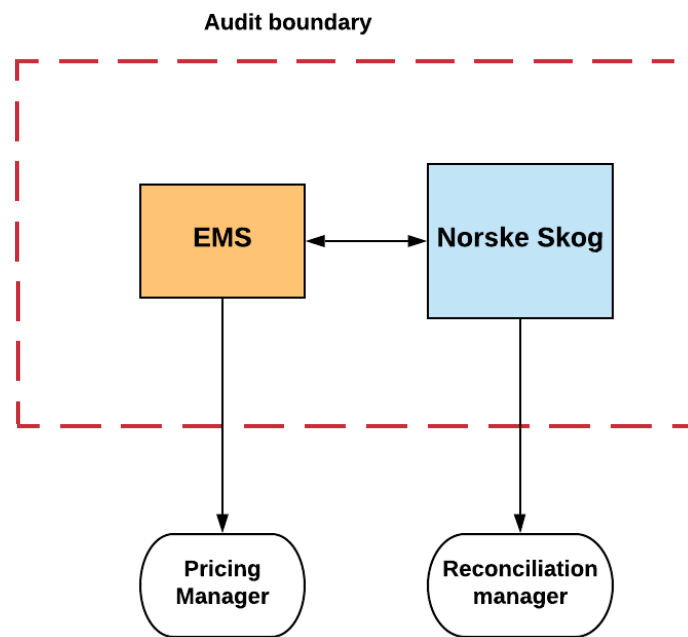 Audit boundary
EMS
Norske Skog
Pricing
Manager
Reconciliation
manager